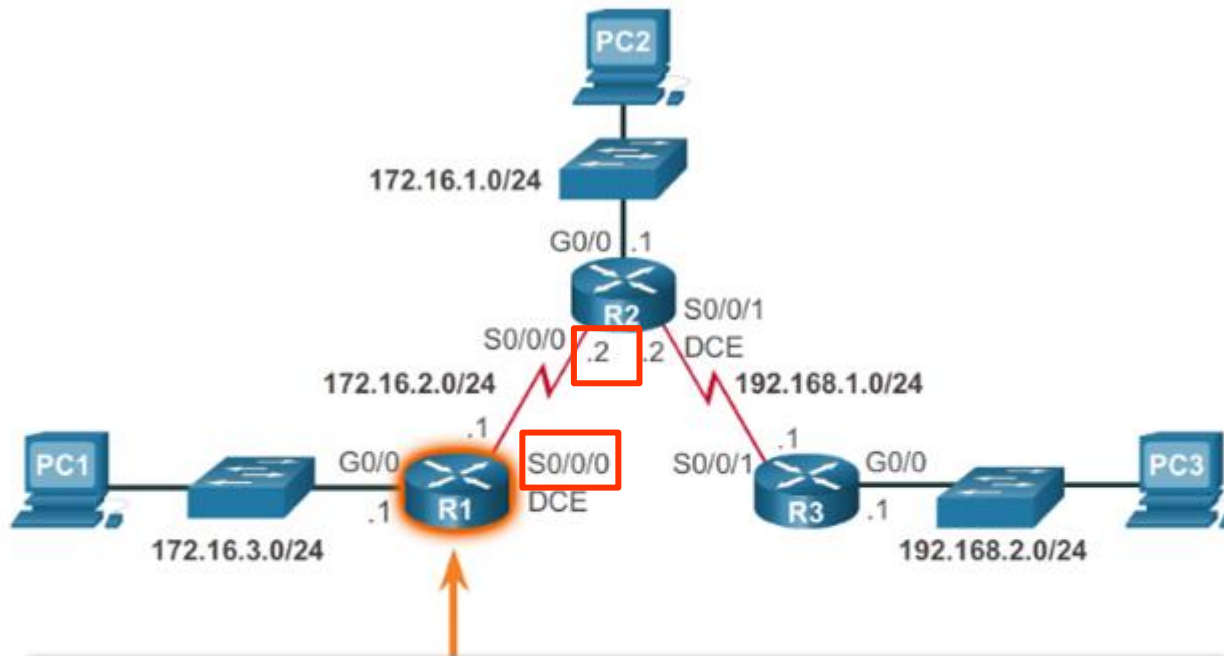 PC2
172.16.1.0/24
G0/0 .1
R2
S0/0/1
S0/0/0
.2 .2 DCE
172.16.2.0/24
192.168.1.0/24
.1
.1
PC1
G0/0
S0/0/0
S0/0/1
G0/0
PC3
.1
R1
DCE
R3
.1
172.16.3.0/24
192.168.2.0/24